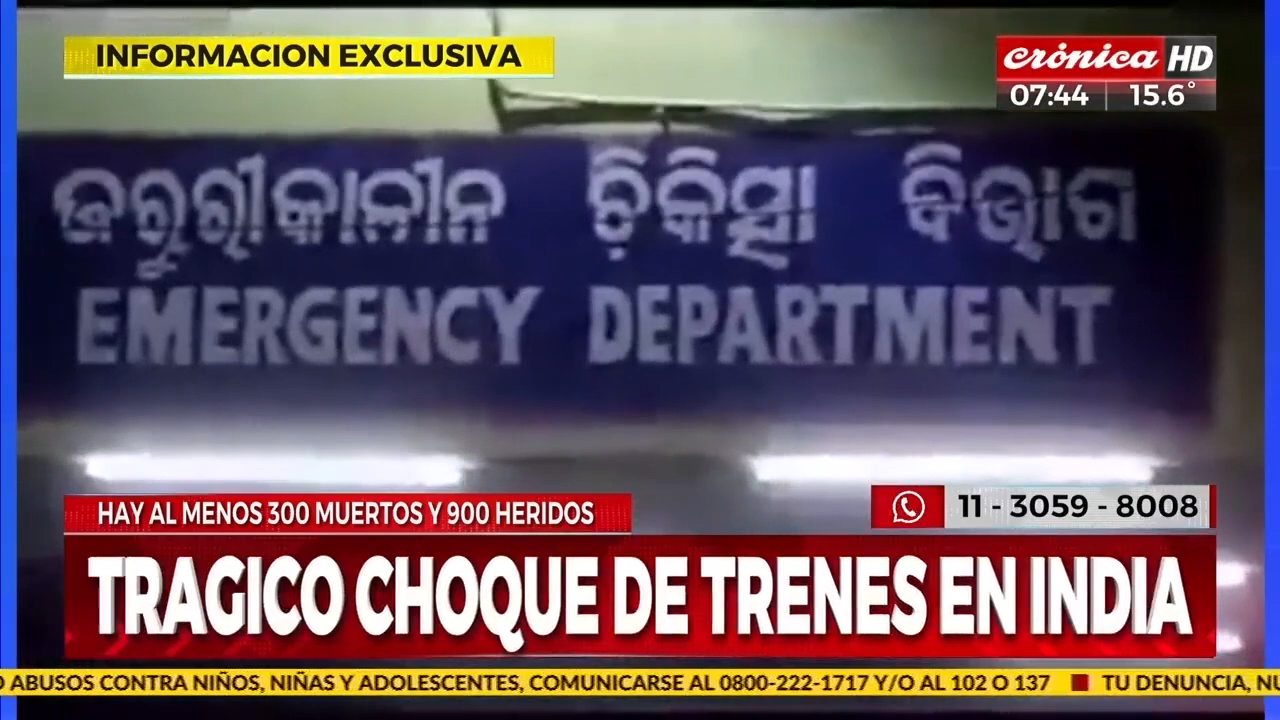 INFORMACION EXCLUSIVA
crónica HD
07:44 15.6°
ଜରୁରୀକାଳୀନ ଚିକିତ୍ସା ବିଭାଗ
EMERGENCY DEPARTMENT
HAY AL MENOS 300 MUERTOS Y 900 HERIDOS
11 - 3059 - 8008
TRAGICO CHOQUE DE TRENES EN INDIA
O ABUSOS CONTRA NIÑOS, NIÑAS Y ADOLESCENTES, COMUNICARSE AL 0800-222-1717 Y/O AL 102 O 137 ■ TU DENUNCIA, NU